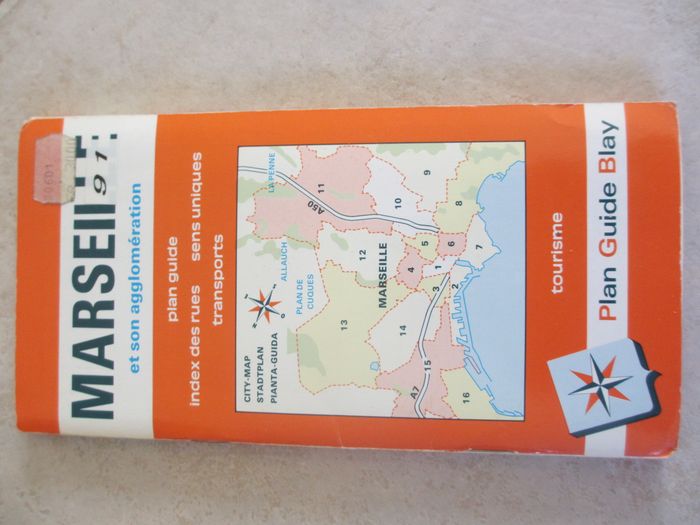 MARSEILLE
91
et son agglomération
plan guide
index des rues sens uniques
transports
CITY-MAP
STADTPLAN
PIANTA-GUIDA
ALLAUCH
PLAN DE
CUQUES
LA PENNE
MARSEILLE
A50
A7
1
2
3
4
5
6
7
8
9
10
11
12
13
14
15
16
tourisme
Plan Guide Blay